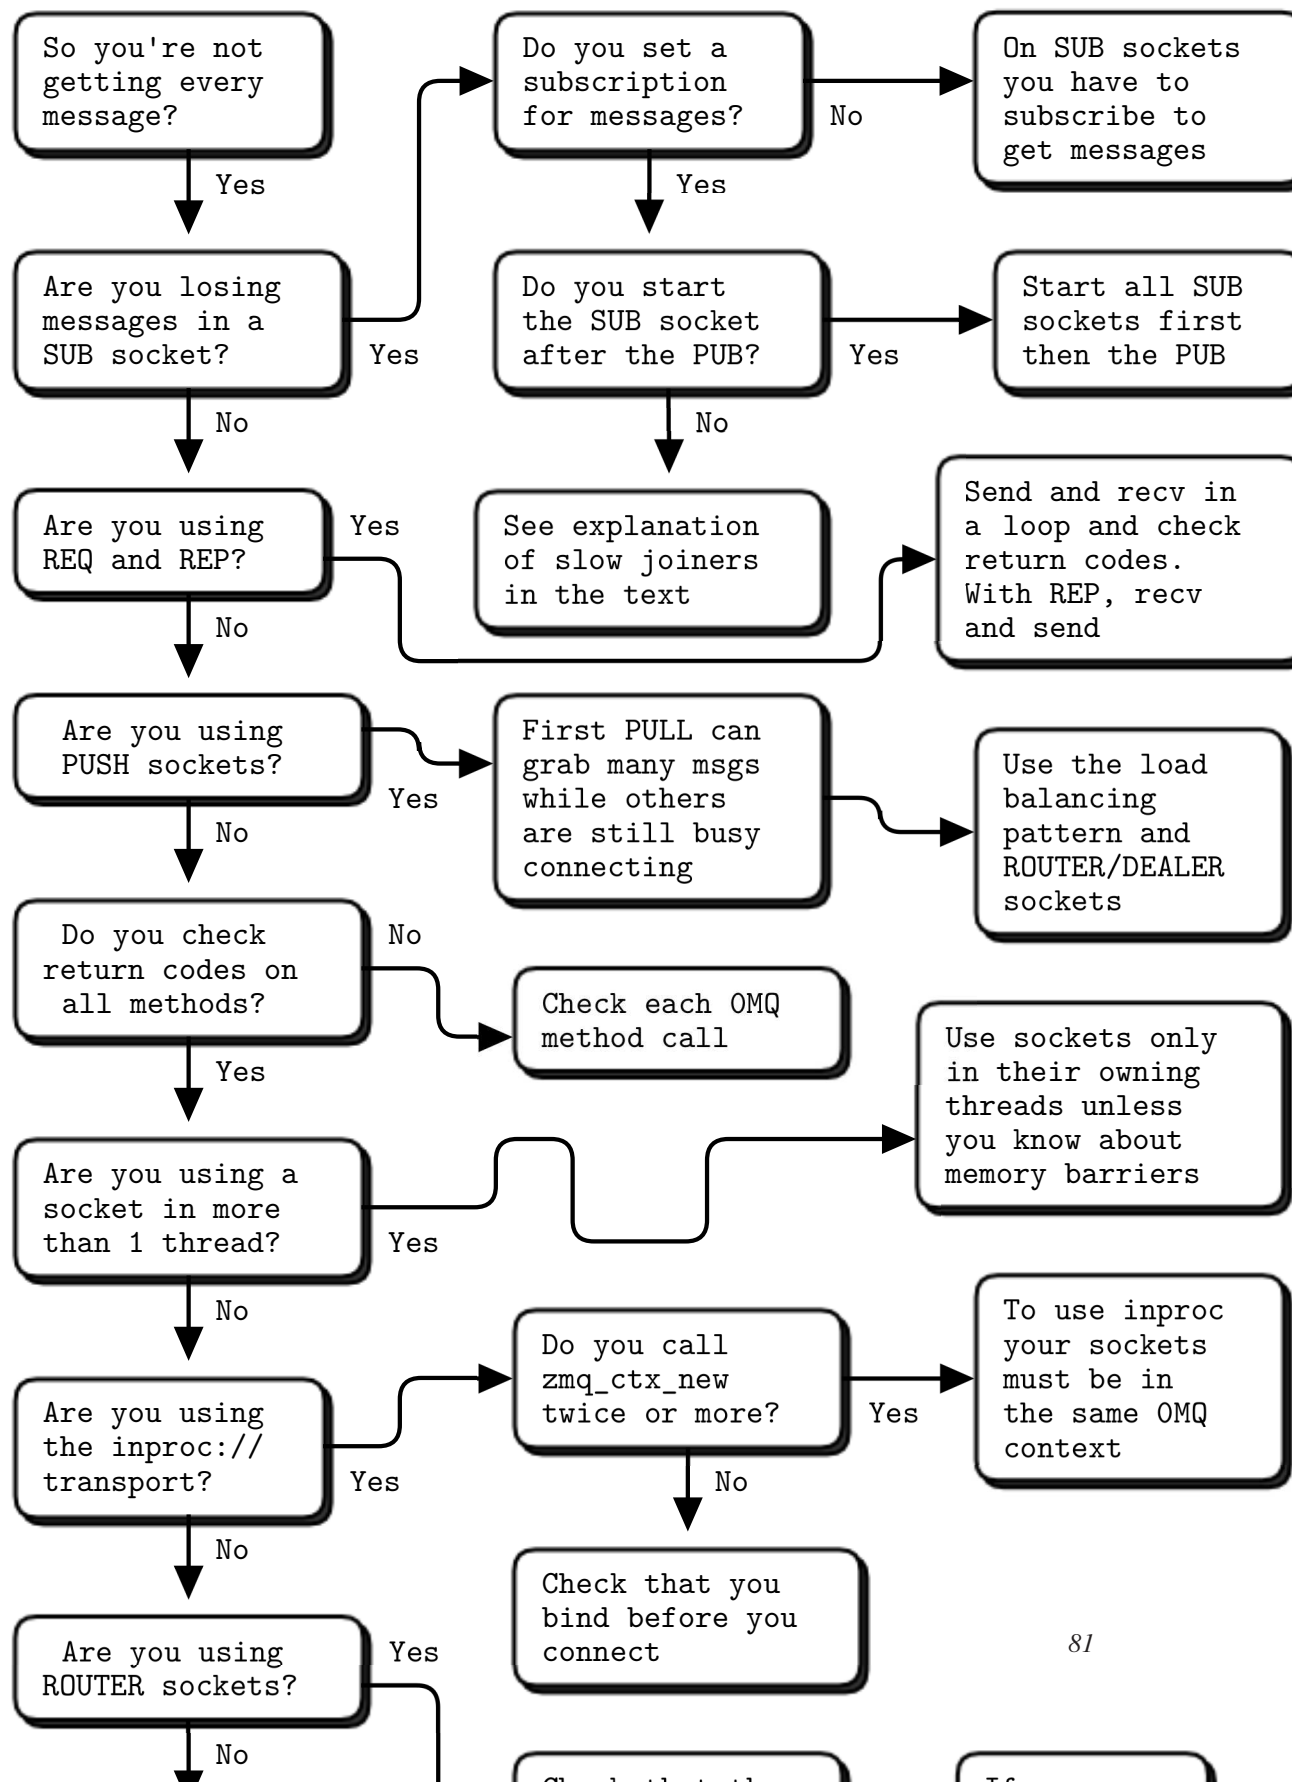 So you're not
getting every
message?
Yes
Do you set a
subscription
for messages?
No
Yes
On SUB sockets
you have to
subscribe to
get messages
Are you losing
messages in a
SUB socket?
Yes
No
Do you start
the SUB socket
after the PUB?
Yes
No
Start all SUB
sockets first
then the PUB
Are you using
REQ and REP?
Yes
No
See explanation
of slow joiners
in the text
Send and recv in
a loop and check
return codes.
With REP, recv
and send
Are you using
PUSH sockets?
Yes
No
First PULL can
grab many msgs
while others
are still busy
connecting
Use the load
balancing
pattern and
ROUTER/DEALER
sockets
Do you check
return codes on
all methods?
No
Yes
Check each 0MQ
method call
Use sockets only
in their owning
threads unless
you know about
memory barriers
Are you using a
socket in more
than 1 thread?
Yes
No
Do you call
zmq_ctx_new
twice or more?
Yes
No
To use inproc
your sockets
must be in
the same 0MQ
context
Are you using
the inproc://
transport?
Yes
No
Check that you
bind before you
connect
81
Are you using
ROUTER sockets?
Yes
No